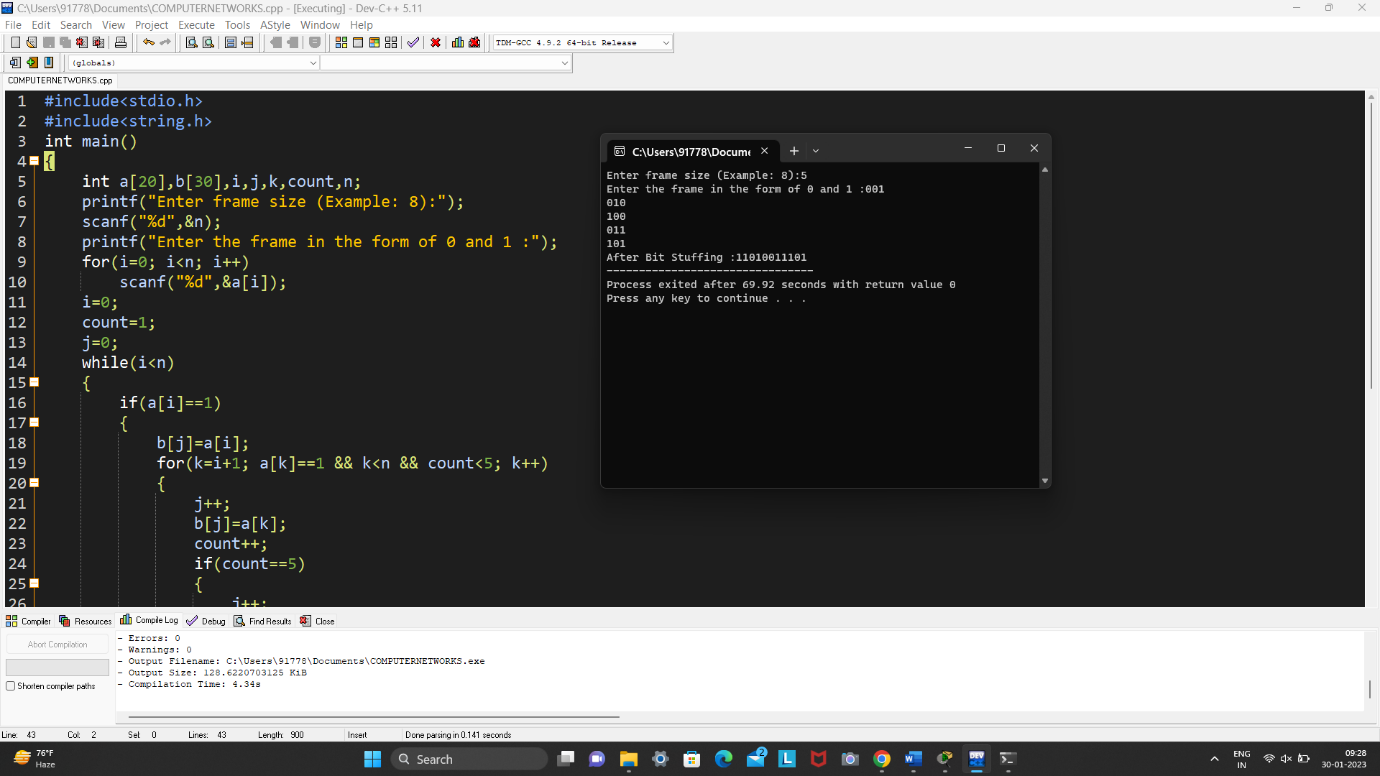 C:\Users\91778\Documents\COMPUTERNETWORKS.cpp - [Executing] - Dev-C++ 5.11
File Edit Search View Project Execute Tools AStyle Window Help
TDM-GCC 4.9.2 64-bit Release
(globals)
COMPUTERNETWORKS.cpp
1 #include<stdio.h>
2 #include<string.h>
3 int main()
4 {
5 int a[20],b[30],i,j,k,count,n;
6 printf("Enter frame size (Example: 8):");
7 scanf("%d",&n);
8 printf("Enter the frame in the form of 0 and 1 :");
9 for(i=0; i<n; i++)
10 scanf("%d",&a[i]);
11 i=0;
12 count=1;
13 j=0;
14 while(i<n)
15 {
16 if(a[i]==1)
17 {
18 b[j]=a[i];
19 for(k=i+1; a[k]==1 && k<n && count<5; k++)
20 {
21 j++;
22 b[j]=a[k];
23 count++;
24 if(count==5)
25 {
26 j++;
C:\Users\91778\Docume
Enter frame size (Example: 8):5
Enter the frame in the form of 0 and 1 :001
010
100
011
101
After Bit Stuffing :11010011101
--------------------------------
Process exited after 69.92 seconds with return value 0
Press any key to continue . . .
Compiler Resources Compile Log Debug Find Results Close
Abort Compilation
Shorten compiler paths
- Errors: 0
- Warnings: 0
- Output Filename: C:\Users\91778\Documents\COMPUTERNETWORKS.exe
- Output Size: 128.6220703125 KiB
- Compilation Time: 4.34s
Line: 43 Col: 2 Sel: 0 Lines: 43 Length: 900 Insert Done parsing in 0.141 seconds
76°F
Haze
Search
2
L
W
DEV
ENG
IN
09:28
30-01-2023